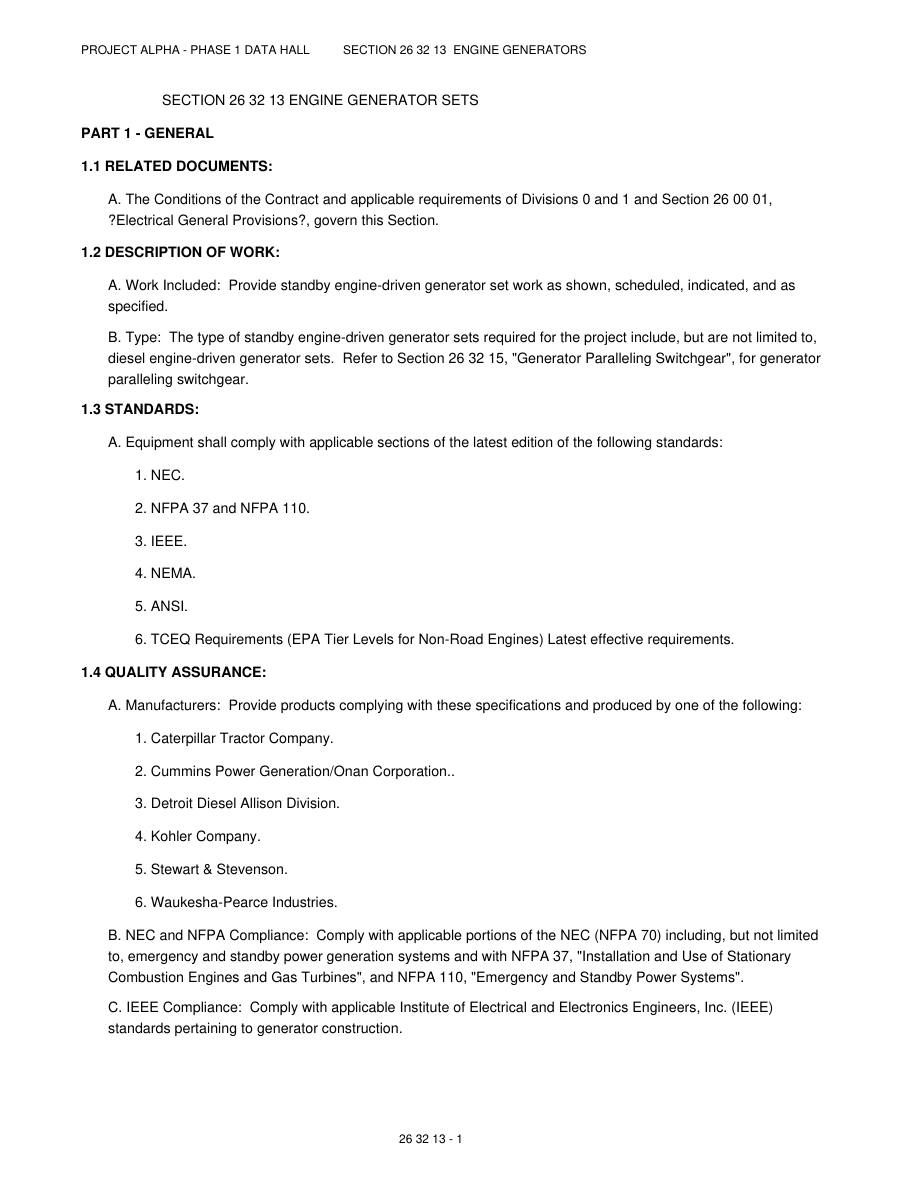 PROJECT ALPHA - PHASE 1 DATA HALL SECTION 26 32 13 ENGINE GENERATORS
SECTION 26 32 13 ENGINE GENERATOR SETS
PART 1 - GENERAL
1.1 RELATED DOCUMENTS:
A. The Conditions of the Contract and applicable requirements of Divisions 0 and 1 and Section 26 00 01,
?Electrical General Provisions?, govern this Section.
1.2 DESCRIPTION OF WORK:
A. Work Included:  Provide standby engine-driven generator set work as shown, scheduled, indicated, and as
specified.
B. Type:  The type of standby engine-driven generator sets required for the project include, but are not limited to,
diesel engine-driven generator sets.  Refer to Section 26 32 15, "Generator Paralleling Switchgear", for generator
paralleling switchgear.
1.3 STANDARDS:
A. Equipment shall comply with applicable sections of the latest edition of the following standards:
1. NEC.
2. NFPA 37 and NFPA 110.
3. IEEE.
4. NEMA.
5. ANSI.
6. TCEQ Requirements (EPA Tier Levels for Non-Road Engines) Latest effective requirements.
1.4 QUALITY ASSURANCE:
A. Manufacturers:  Provide products complying with these specifications and produced by one of the following:
1. Caterpillar Tractor Company.
2. Cummins Power Generation/Onan Corporation..
3. Detroit Diesel Allison Division.
4. Kohler Company.
5. Stewart & Stevenson.
6. Waukesha-Pearce Industries.
B. NEC and NFPA Compliance:  Comply with applicable portions of the NEC (NFPA 70) including, but not limited
to, emergency and standby power generation systems and with NFPA 37, "Installation and Use of Stationary
Combustion Engines and Gas Turbines", and NFPA 110, "Emergency and Standby Power Systems".
C. IEEE Compliance:  Comply with applicable Institute of Electrical and Electronics Engineers, Inc. (IEEE)
standards pertaining to generator construction.
26 32 13 - 1